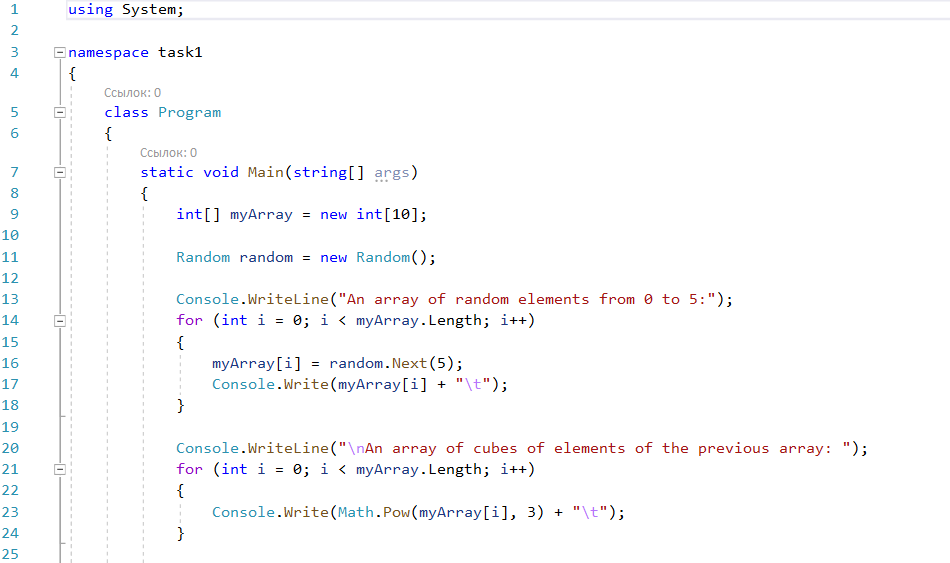 1 using System;
2
3 namespace task1
4 {
Ссылок: 0
5 class Program
6 {
Ссылок: 0
7 static void Main(string[] args)
8 {
9 int[] myArray = new int[10];
10
11 Random random = new Random();
12
13 Console.WriteLine("An array of random elements from 0 to 5:");
14 for (int i = 0; i < myArray.Length; i++)
15 {
16 myArray[i] = random.Next(5);
17 Console.Write(myArray[i] + "\t");
18 }
19
20 Console.WriteLine("\nAn array of cubes of elements of the previous array: ");
21 for (int i = 0; i < myArray.Length; i++)
22 {
23 Console.Write(Math.Pow(myArray[i], 3) + "\t");
24 }
25